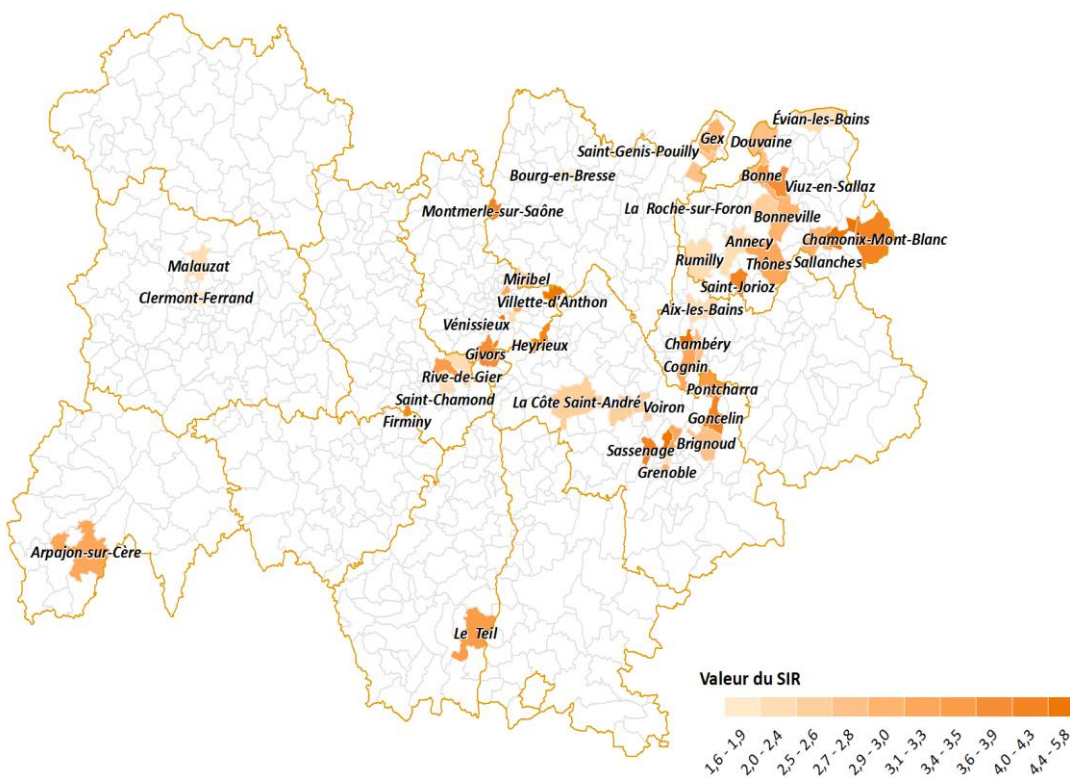 Évian-les-Bains
Gex
Douvaine
Saint-Genis-Pouilly
Bourg-en-Bresse
Bonne
Viuz-en-Sallaz
Montmerle-sur-Saône
La Roche-sur-Foron
Bonneville
Annecy
Chamonix-Mont-Blanc
Malauzat
Rumilly
Thônes
Sallanches
Miribel
Saint-Jorioz
Clermont-Ferrand
Villette-d'Anthon
Aix-les-Bains
Vénissieux
Heyrieux
Chambéry
Givors
Cognin
Rive-de-Gier
Pontcharra
Saint-Chamond
La Côte Saint-André
Voiron
Goncelin
Firminy
Sassenage
Brignoud
Grenoble
Arpajon-sur-Cère
Le Teil
Valeur du SIR
1,6 - 1,9
2,0 - 2,4
2,5 - 2,6
2,7 - 2,8
2,9 - 3,0
3,1 - 3,3
3,4 - 3,5
3,6 - 3,9
4,0 - 4,3
4,4 - 5,8